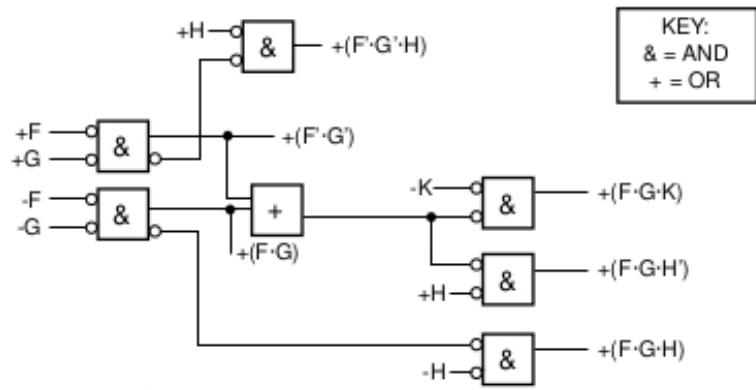 +H
&
+(F'·G'·H)
KEY:
& = AND
+ = OR
+F
+G
&
+(F'·G')
-F
-G
&
+
+(F·G)
-K
&
+(F·G·K)
+H
&
+(F·G·H')
-H
&
+(F·G·H)